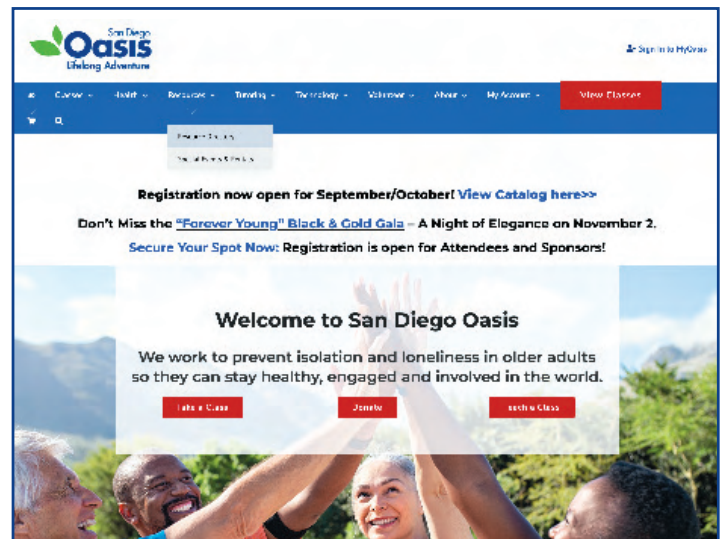 San Diego
Oasis
Lifelong Adventure
Sign In to MyOasis
Classes Health Resources Tutoring Technology Volunteer About My Account View Classes
Resource Directory
Registration now open for September/October! View Catalog here>>
Don't Miss the "Forever Young" Black & Gold Gala – A Night of Elegance on November 2.
Secure Your Spot Now: Registration is open for Attendees and Sponsors!
Welcome to San Diego Oasis
We work to prevent isolation and loneliness in older adults
so they can stay healthy, engaged and involved in the world.
Take a Class Donate Teach a Class